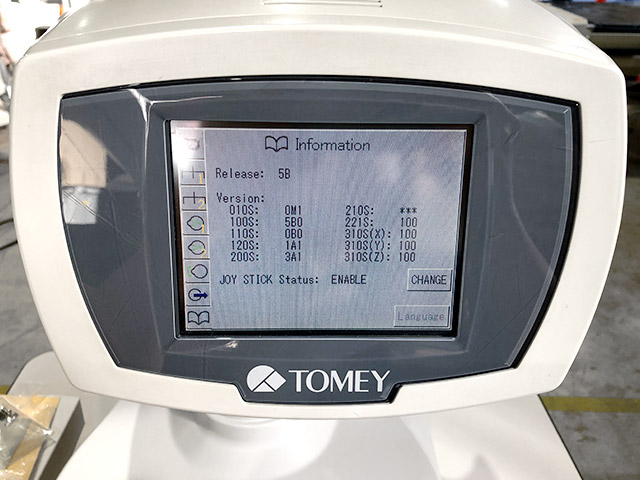 Information
Release: 5B
Version:
010S: 0M1 210S: ***
100S: 5B0 221S: 100
110S: 0B0 310S(X): 100
120S: 1A1 310S(Y): 100
200S: 3A1 310S(Z): 100
JOY STICK Status: ENABLE CHANGE
Language
TOMEY